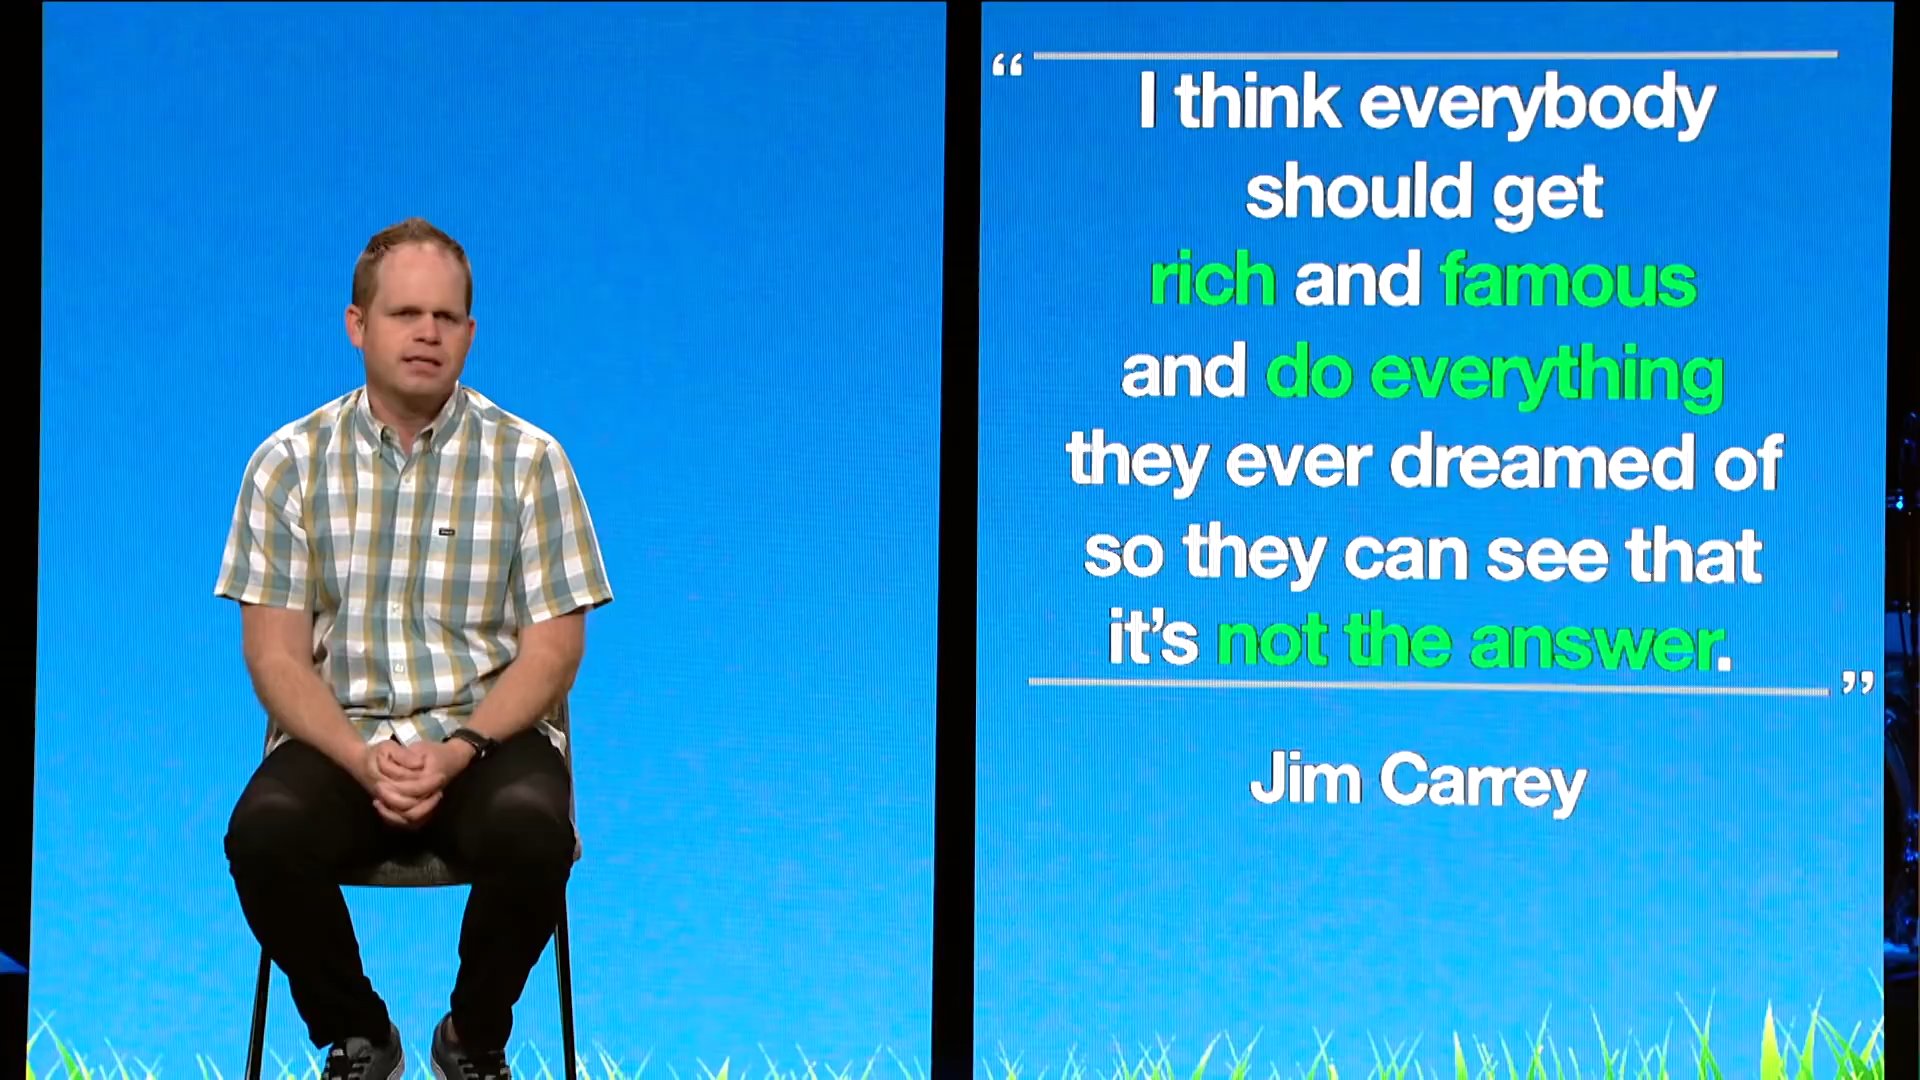 “
I think everybody
should get
rich and famous
and do everything
they ever dreamed of
so they can see that
it’s not the answer.
”
Jim Carrey